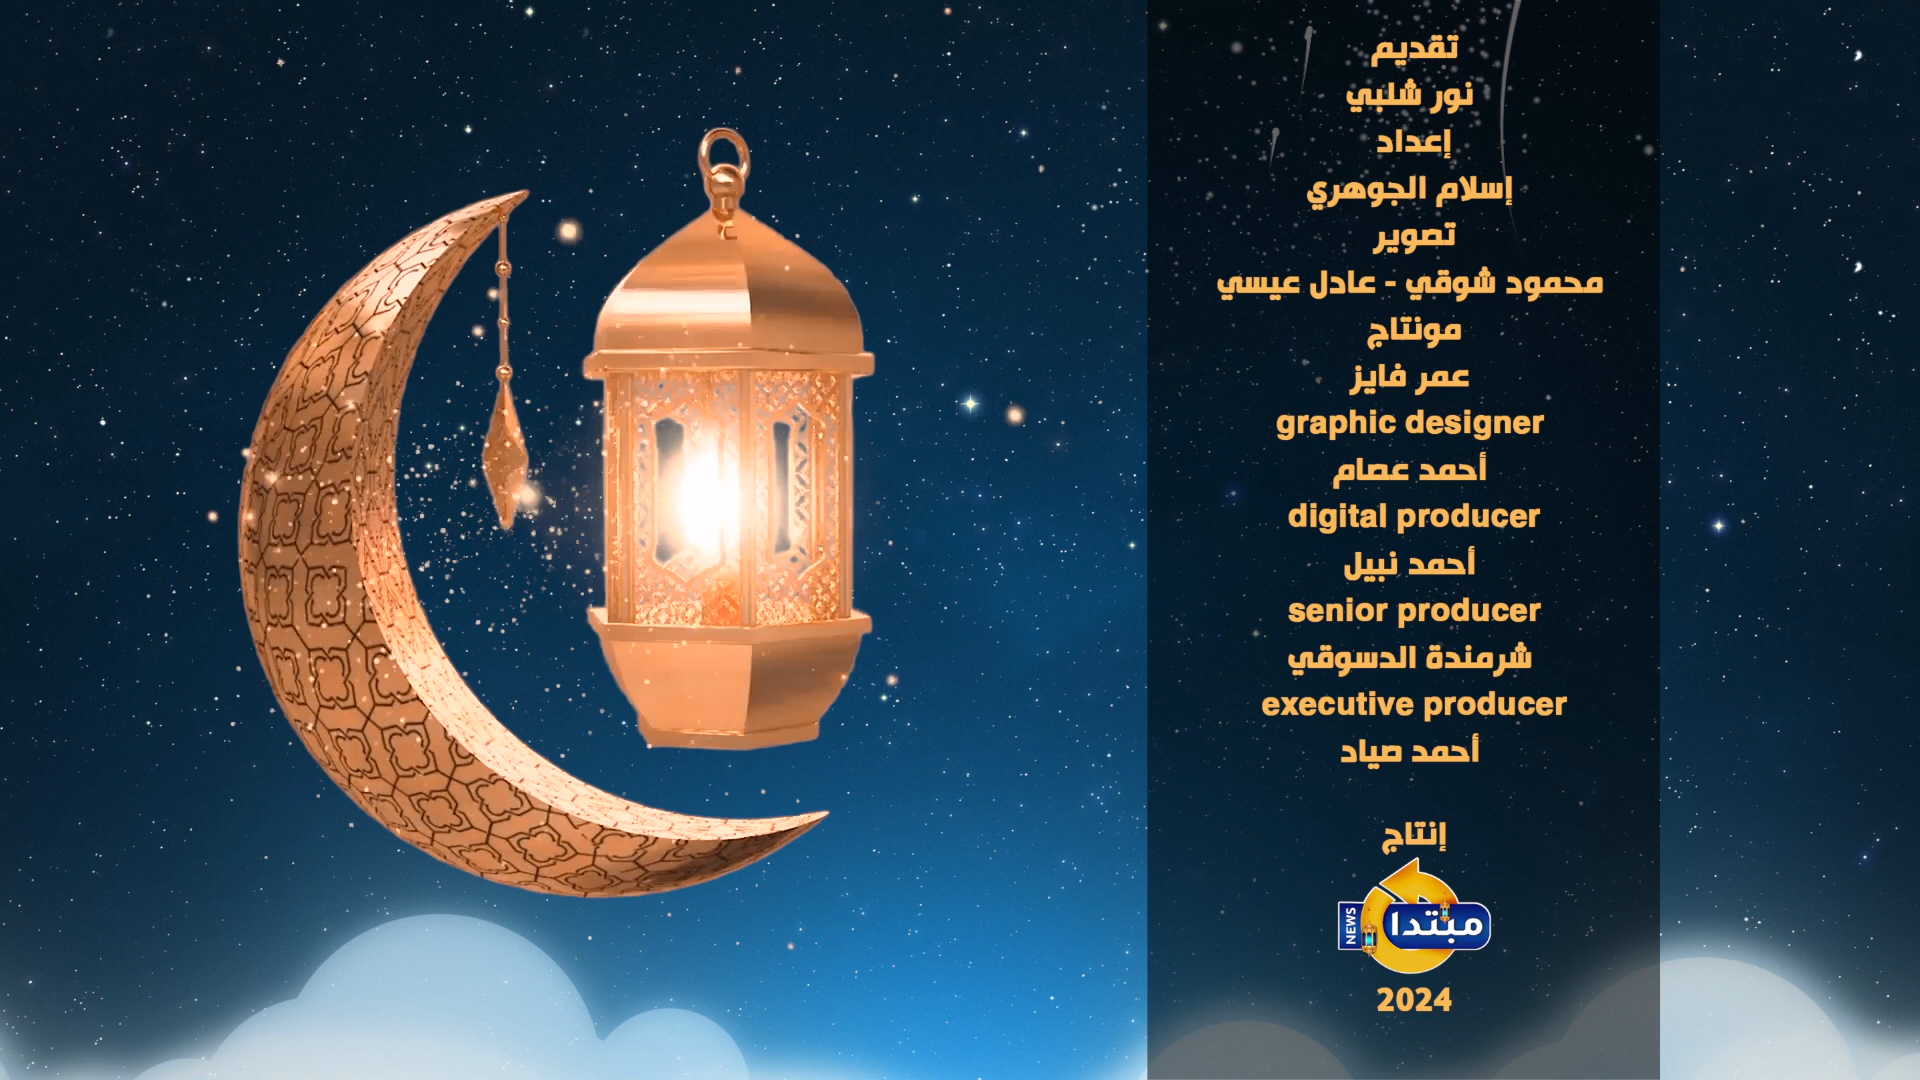 تقديم
نور شلبي
إعداد
إسلام الجوهري
تصوير
محمود شوقي - عادل عيسي
مونتاج
عمر فايز
graphic designer
أحمد عصام
digital producer
أحمد نبيل
senior producer
شرمندة الدسوقي
executive producer
أحمد صياد
إنتاج
مبتدا
NEWS
2024